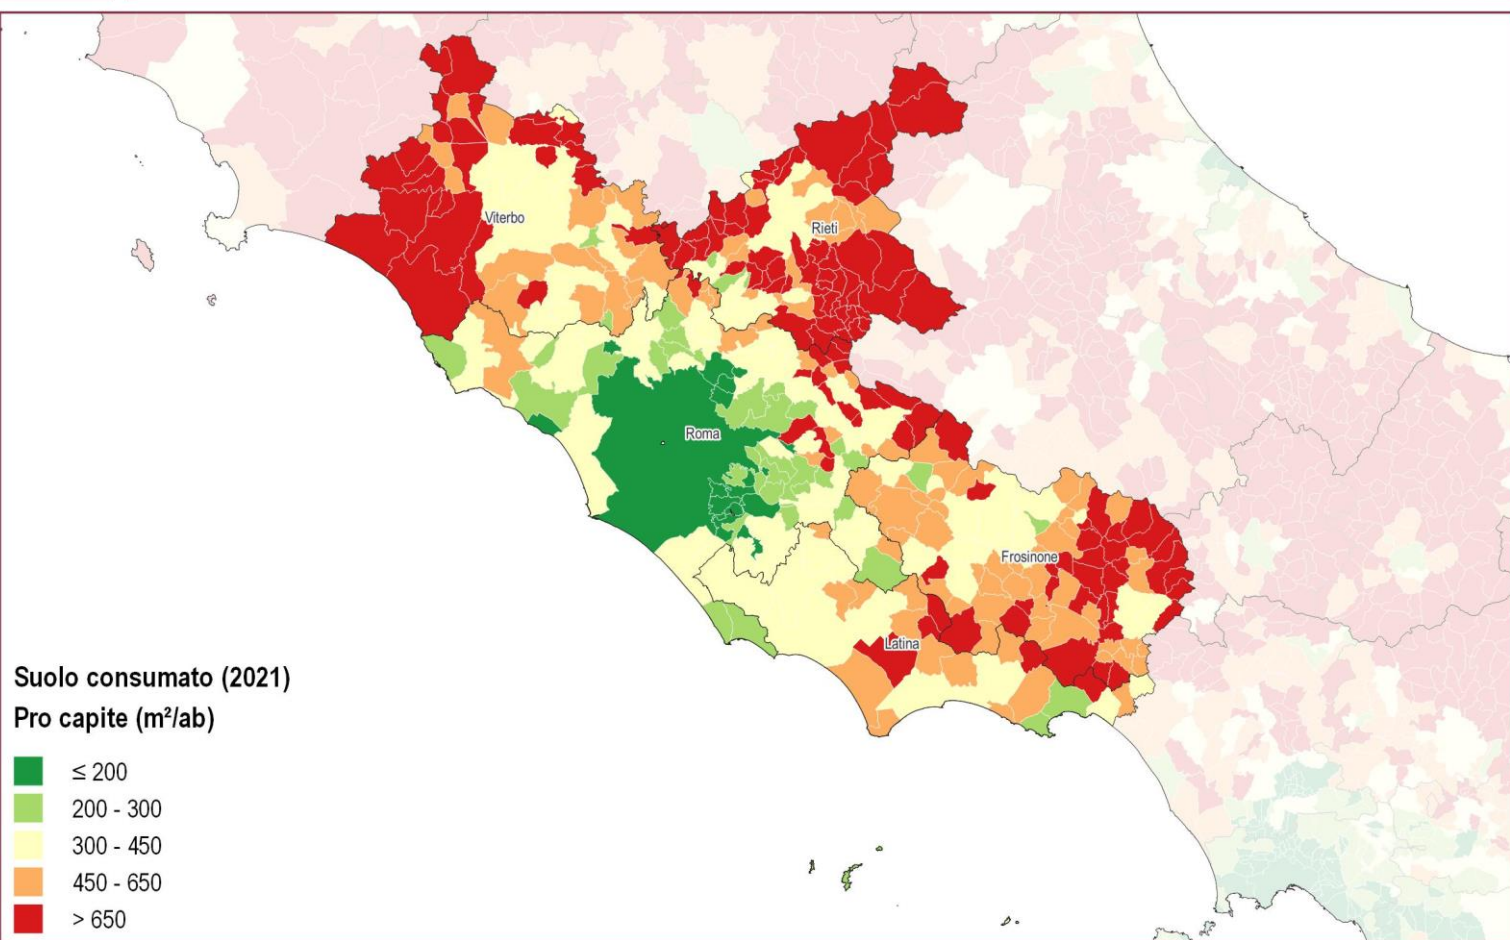 Viterbo
Rieti
Roma
Frosinone
Latina
Suolo consumato (2021)
Pro capite (m²/ab)
≤ 200
200 - 300
300 - 450
450 - 650
> 650